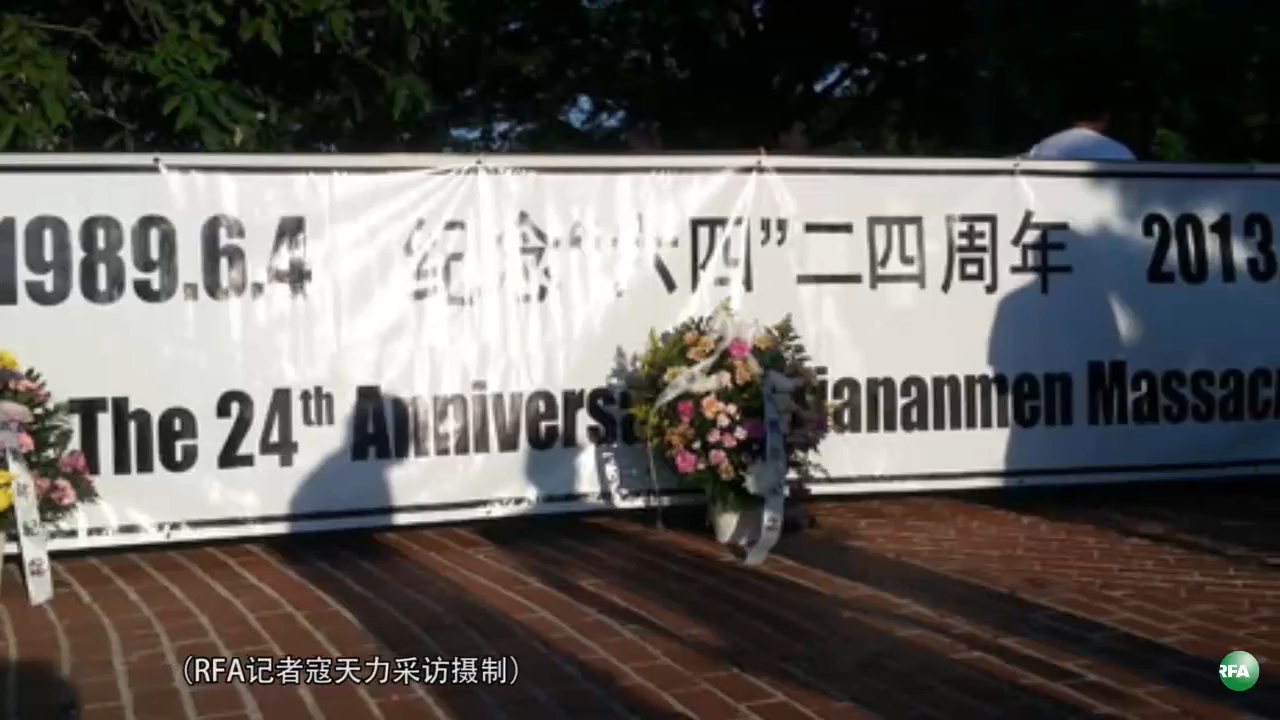 1989.6.4 纪念“六四”二四周年 2013
The 24th Anniversa iananmen Massac
(RFA记者寇天力采访摄制)
RFA